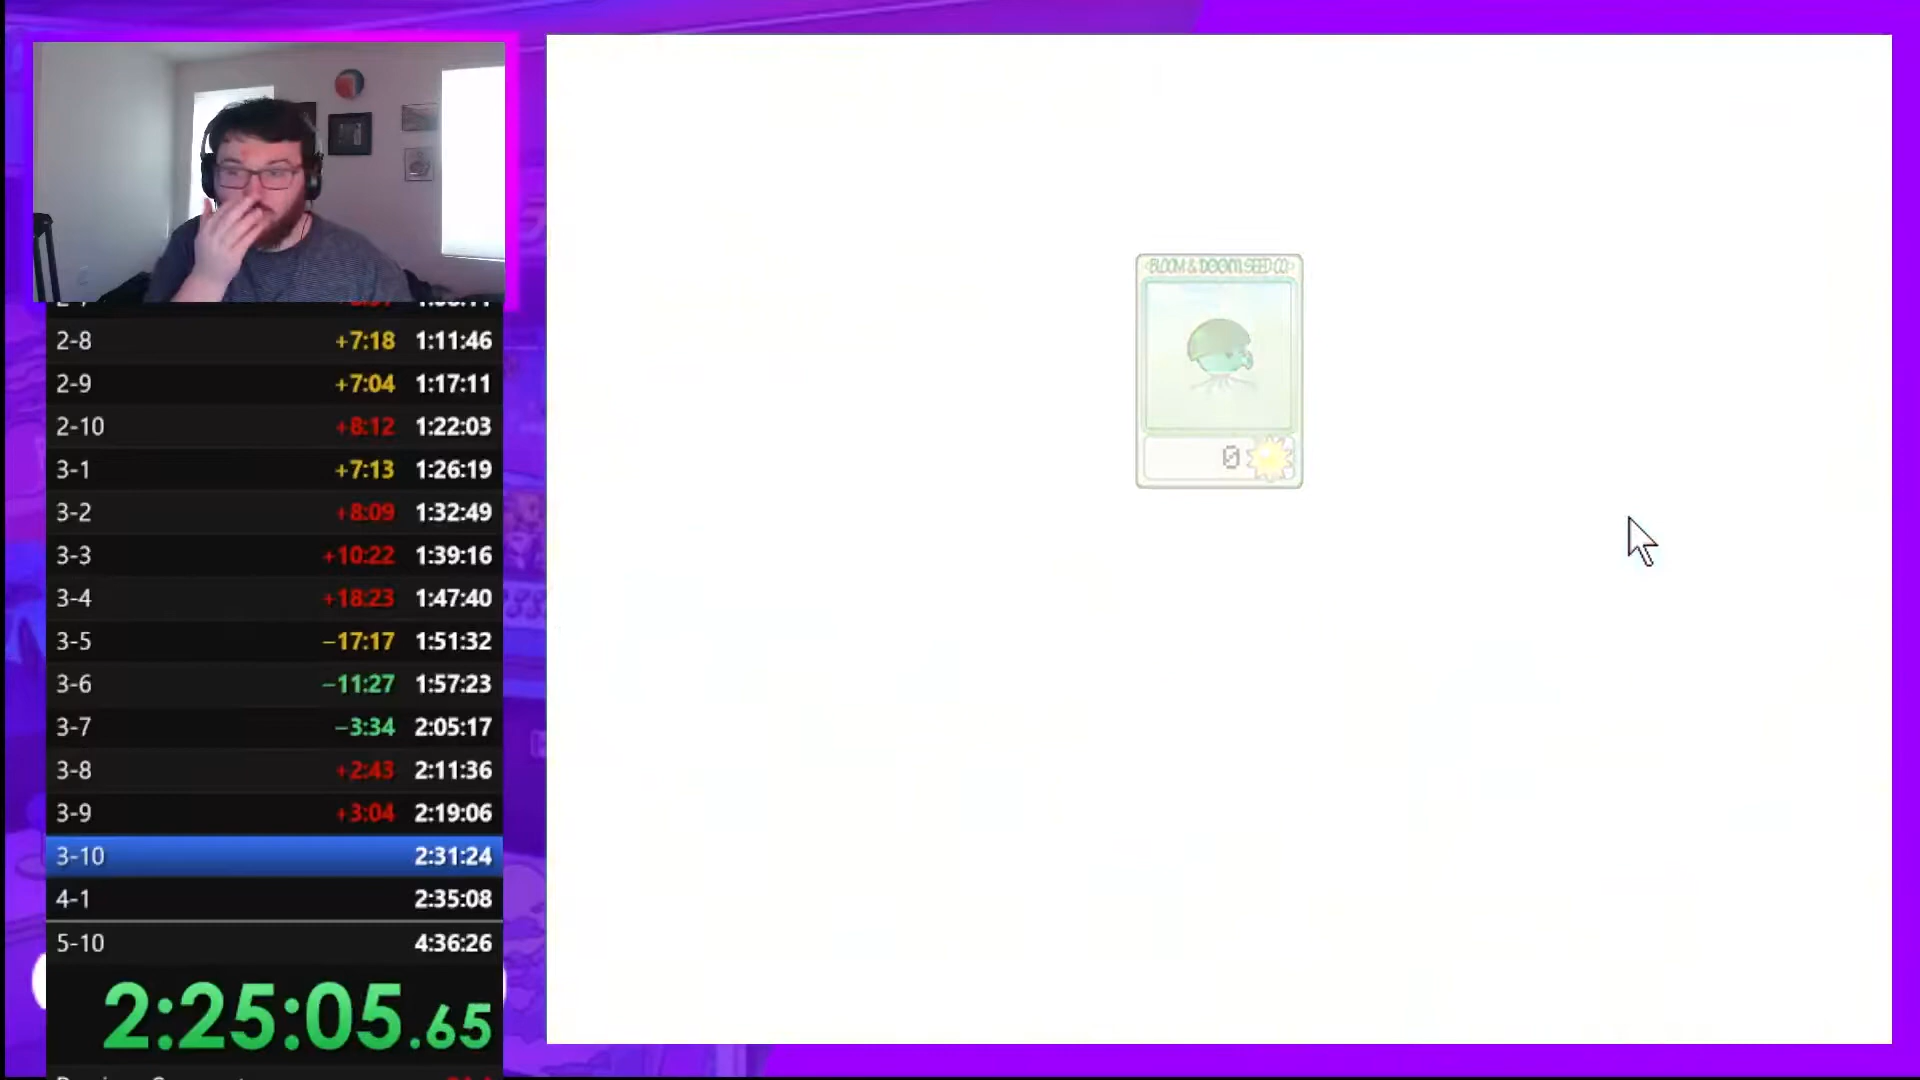 2-8 +7:18 1:11:46
2-9 +7:04 1:17:11
2-10 +8:12 1:22:03
3-1 +7:13 1:26:19
3-2 +8:09 1:32:49
3-3 +10:22 1:39:16
3-4 +18:23 1:47:40
3-5 −17:17 1:51:32
3-6 −11:27 1:57:23
3-7 −3:34 2:05:17
3-8 +2:43 2:11:36
3-9 +3:04 2:19:06
3-10 2:31:24
4-1 2:35:08
5-10 4:36:26
2:25:05.65
BLOOM & DOOM SEED CO
0